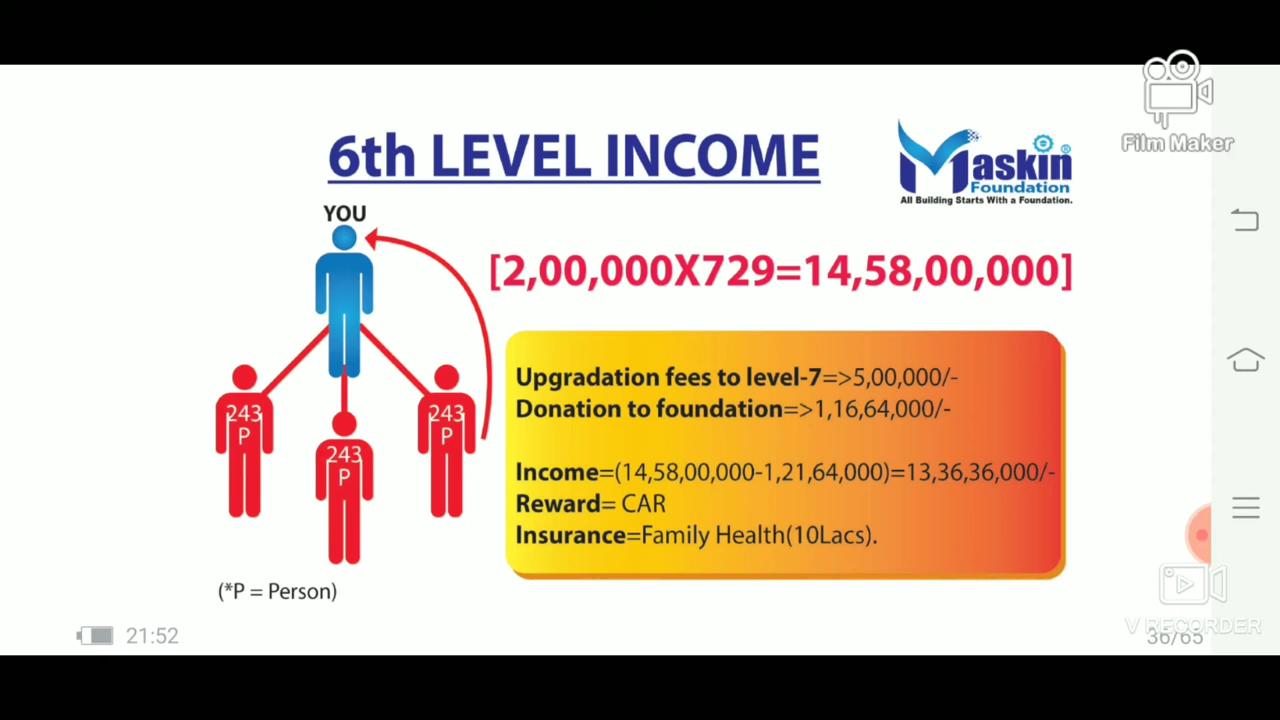 6th LEVEL INCOME
Maskin
Foundation
All Building Starts With a Foundation.
Film Maker
YOU
[2,00,000X729=14,58,00,000]
Upgradation fees to level-7=>5,00,000/-
Donation to foundation=>1,16,64,000/-
Income=(14,58,00,000-1,21,64,000)=13,36,36,000/-
Reward= CAR
Insurance=Family Health(10Lacs).
243
P
243
P
243
P
(*P = Person)
21:52
V RECORDER
36/65